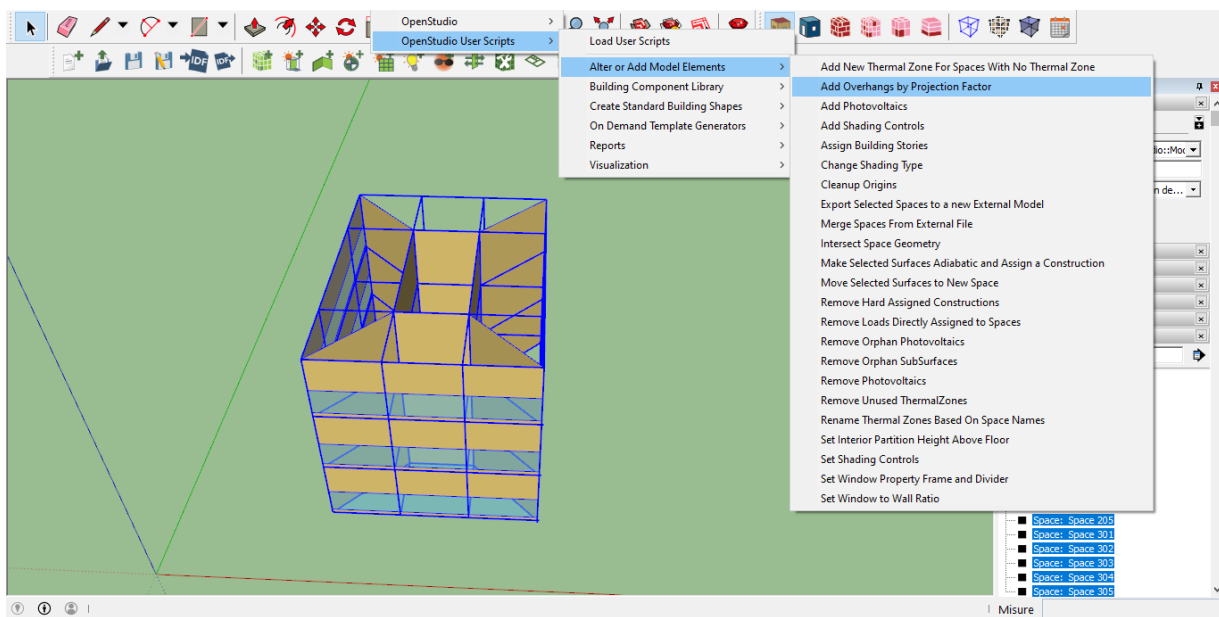 OpenStudio
OpenStudio User Scripts
Load User Scripts
Alter or Add Model Elements
Building Component Library
Create Standard Building Shapes
On Demand Template Generators
Reports
Visualization
Add New Thermal Zone For Spaces With No Thermal Zone
Add Overhangs by Projection Factor
Add Photovoltaics
Add Shading Controls
Assign Building Stories
Change Shading Type
Cleanup Origins
Export Selected Spaces to a new External Model
Merge Spaces From External File
Intersect Space Geometry
Make Selected Surfaces Adiabatic and Assign a Construction
Move Selected Surfaces to New Space
Remove Hard Assigned Constructions
Remove Loads Directly Assigned to Spaces
Remove Orphan Photovoltaics
Remove Orphan SubSurfaces
Remove Photovoltaics
Remove Unused ThermalZones
Rename Thermal Zones Based On Space Names
Set Interior Partition Height Above Floor
Set Shading Controls
Set Window Property Frame and Divider
Set Window to Wall Ratio
IDF
IDF
dio::Moc
n de...
Space: Space 205
Space: Space 301
Space: Space 302
Space: Space 303
Space: Space 304
Space: Space 305
Misure